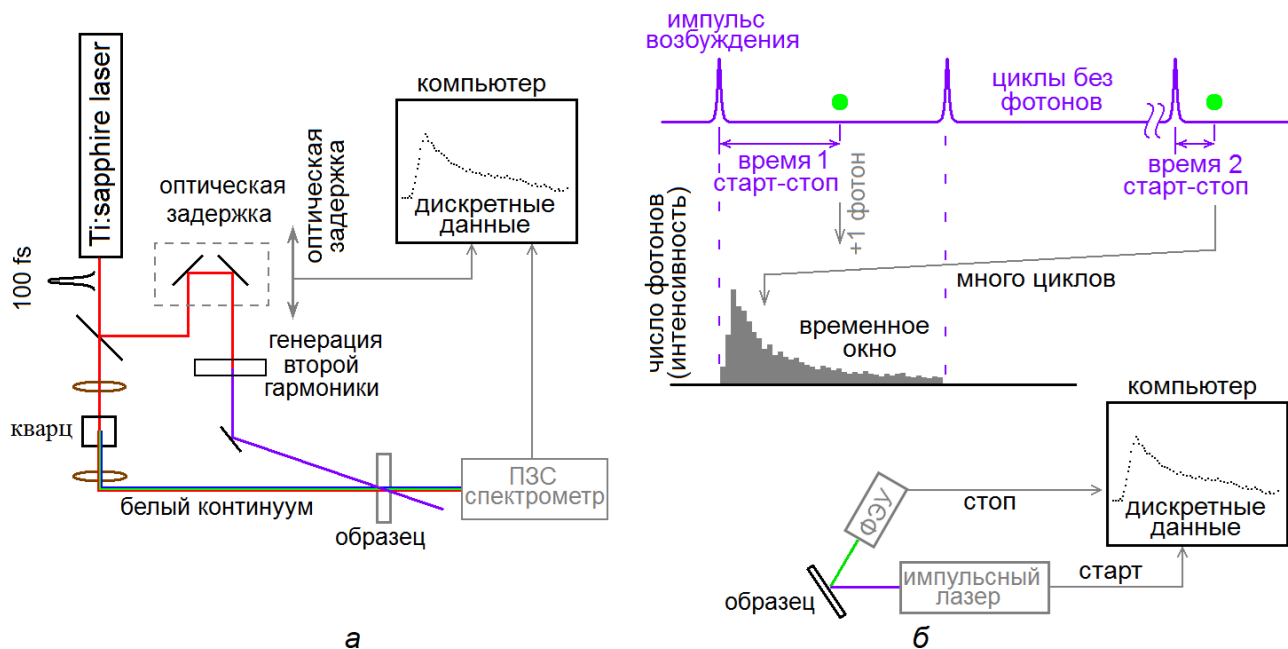 Ti:sapphire laser
100 fs
оптическая
задержка
оптическая
задержка
компьютер
дискретные
данные
генерация
второй
гармоники
кварц
белый континуум
образец
ПЗС
спектрометр
а
импульс
возбуждения
циклы без
фотонов
время 1
старт-стоп
время 2
старт-стоп
+1 фотон
много циклов
число фотонов
(интенсивность)
временное
окно
компьютер
дискретные
данные
ФЭУ
стоп
импульсный
лазер
старт
образец
б